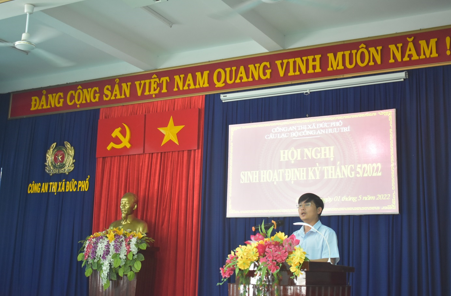 ĐẢNG CỘNG SẢN VIỆT NAM QUANG VINH MUÔN NĂM !
CÔNG AN THỊ XÃ ĐỨC PHỔ
HỘI NGHỊ
SINH HOẠT ĐỊNH KỲ THÁNG 5/2022